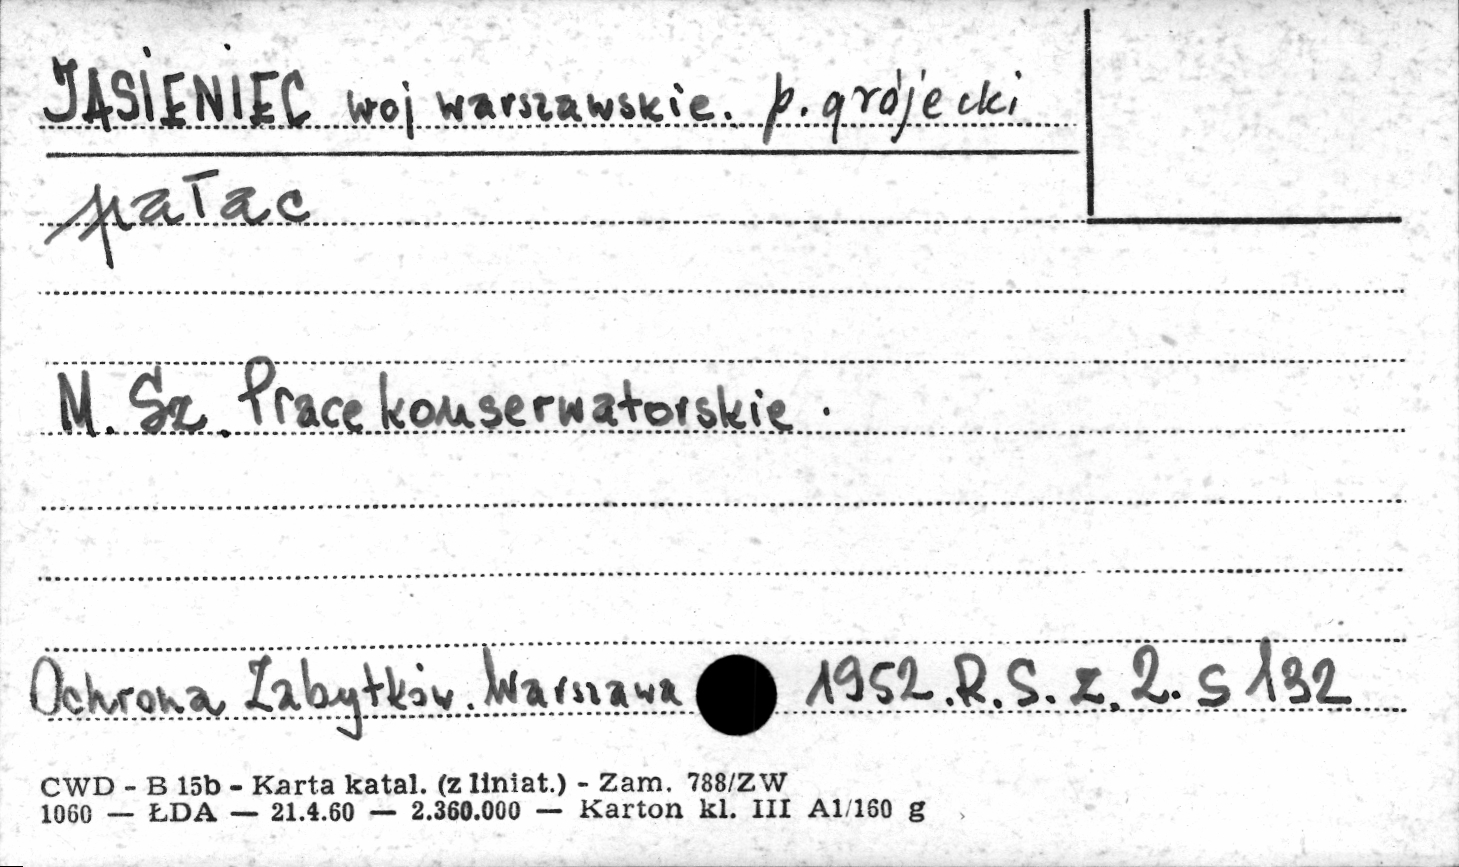 JASIENIEC woj warszawskie. p. grójecki
pałac
M. Sz. Prace konserwatorskie.
Ochrona Zabytków. Warszawa 1952. R. S. z. 2. s 132
CWD - B 15b - Karta katal. (z liniat.) - Zam. 788/ZW
1060 — ŁDA — 21.4.60 — 2.360.000 — Karton kl. III A1/160 g